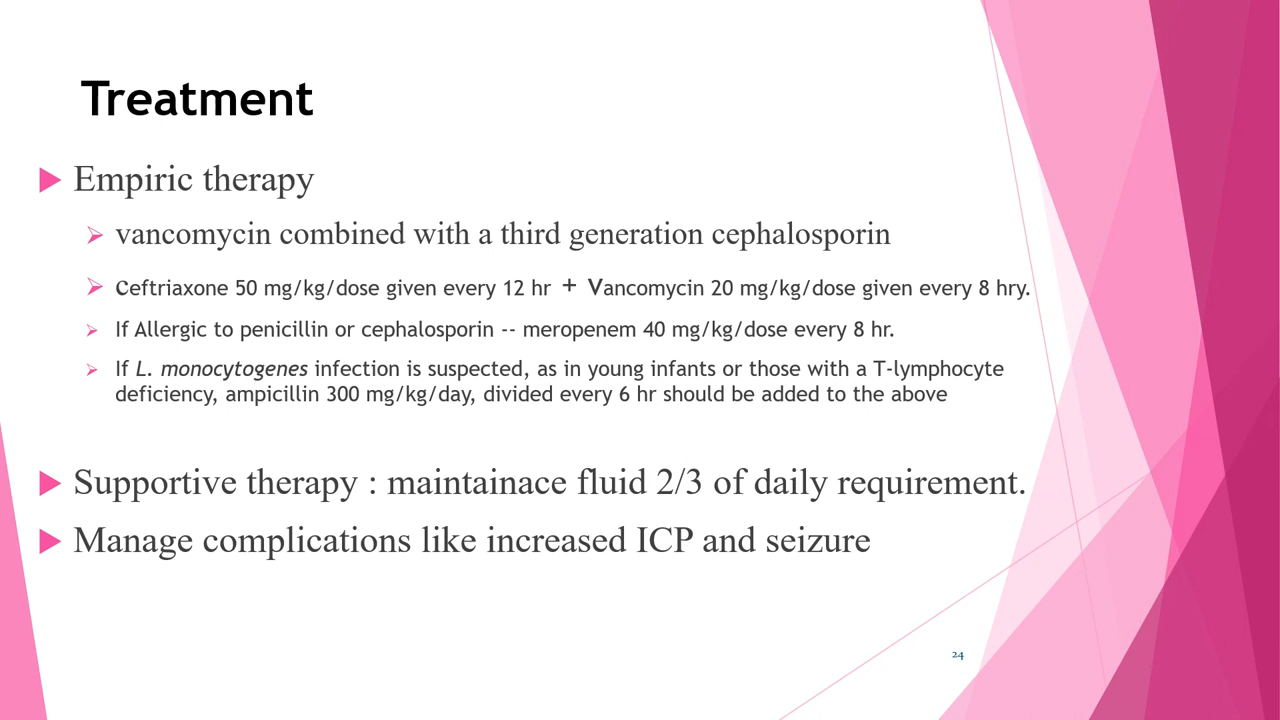 Treatment
Empiric therapy
vancomycin combined with a third generation cephalosporin
ceftriaxone 50 mg/kg/dose given every 12 hr + vancomycin 20 mg/kg/dose given every 8 hry.
If Allergic to penicillin or cephalosporin -- meropenem 40 mg/kg/dose every 8 hr.
If L. monocytogenes infection is suspected, as in young infants or those with a T-lymphocyte
deficiency, ampicillin 300 mg/kg/day, divided every 6 hr should be added to the above
Supportive therapy : maintainace fluid 2/3 of daily requirement.
Manage complications like increased ICP and seizure
24